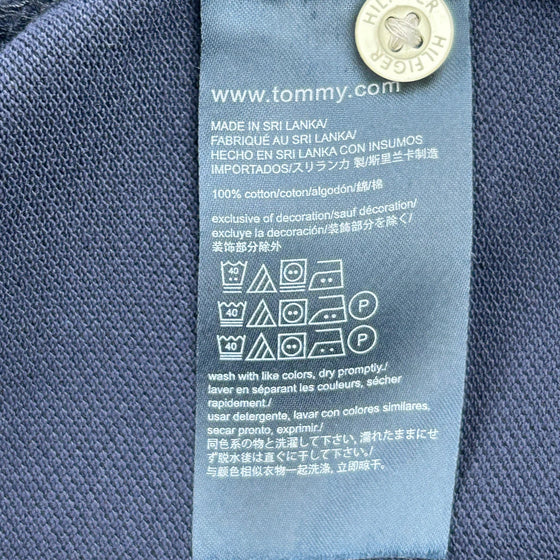 HILFIGER HILFIGER
www.tommy.com
MADE IN SRI LANKA/
FABRIQUÉ AU SRI LANKA/
HECHO EN SRI LANKA CON INSUMOS
IMPORTADOS/スリランカ 製/斯里兰卡制造
100% cotton/coton/algodón/綿/棉
exclusive of decoration/sauf décoration/
excluye la decoración/装飾部分を除く/
装饰部分除外
40
40 P
40 P
wash with like colors, dry promptly./
laver en séparant les couleurs, sécher
rapidement./
usar detergente, lavar con colores similares,
secar pronto, exprimir./
同色系の物と洗濯して下さい, 濡れたままにせ
ず脱水後は直ぐに干して下さい./
与颜色相似衣物一起洗涤, 立即晾干.